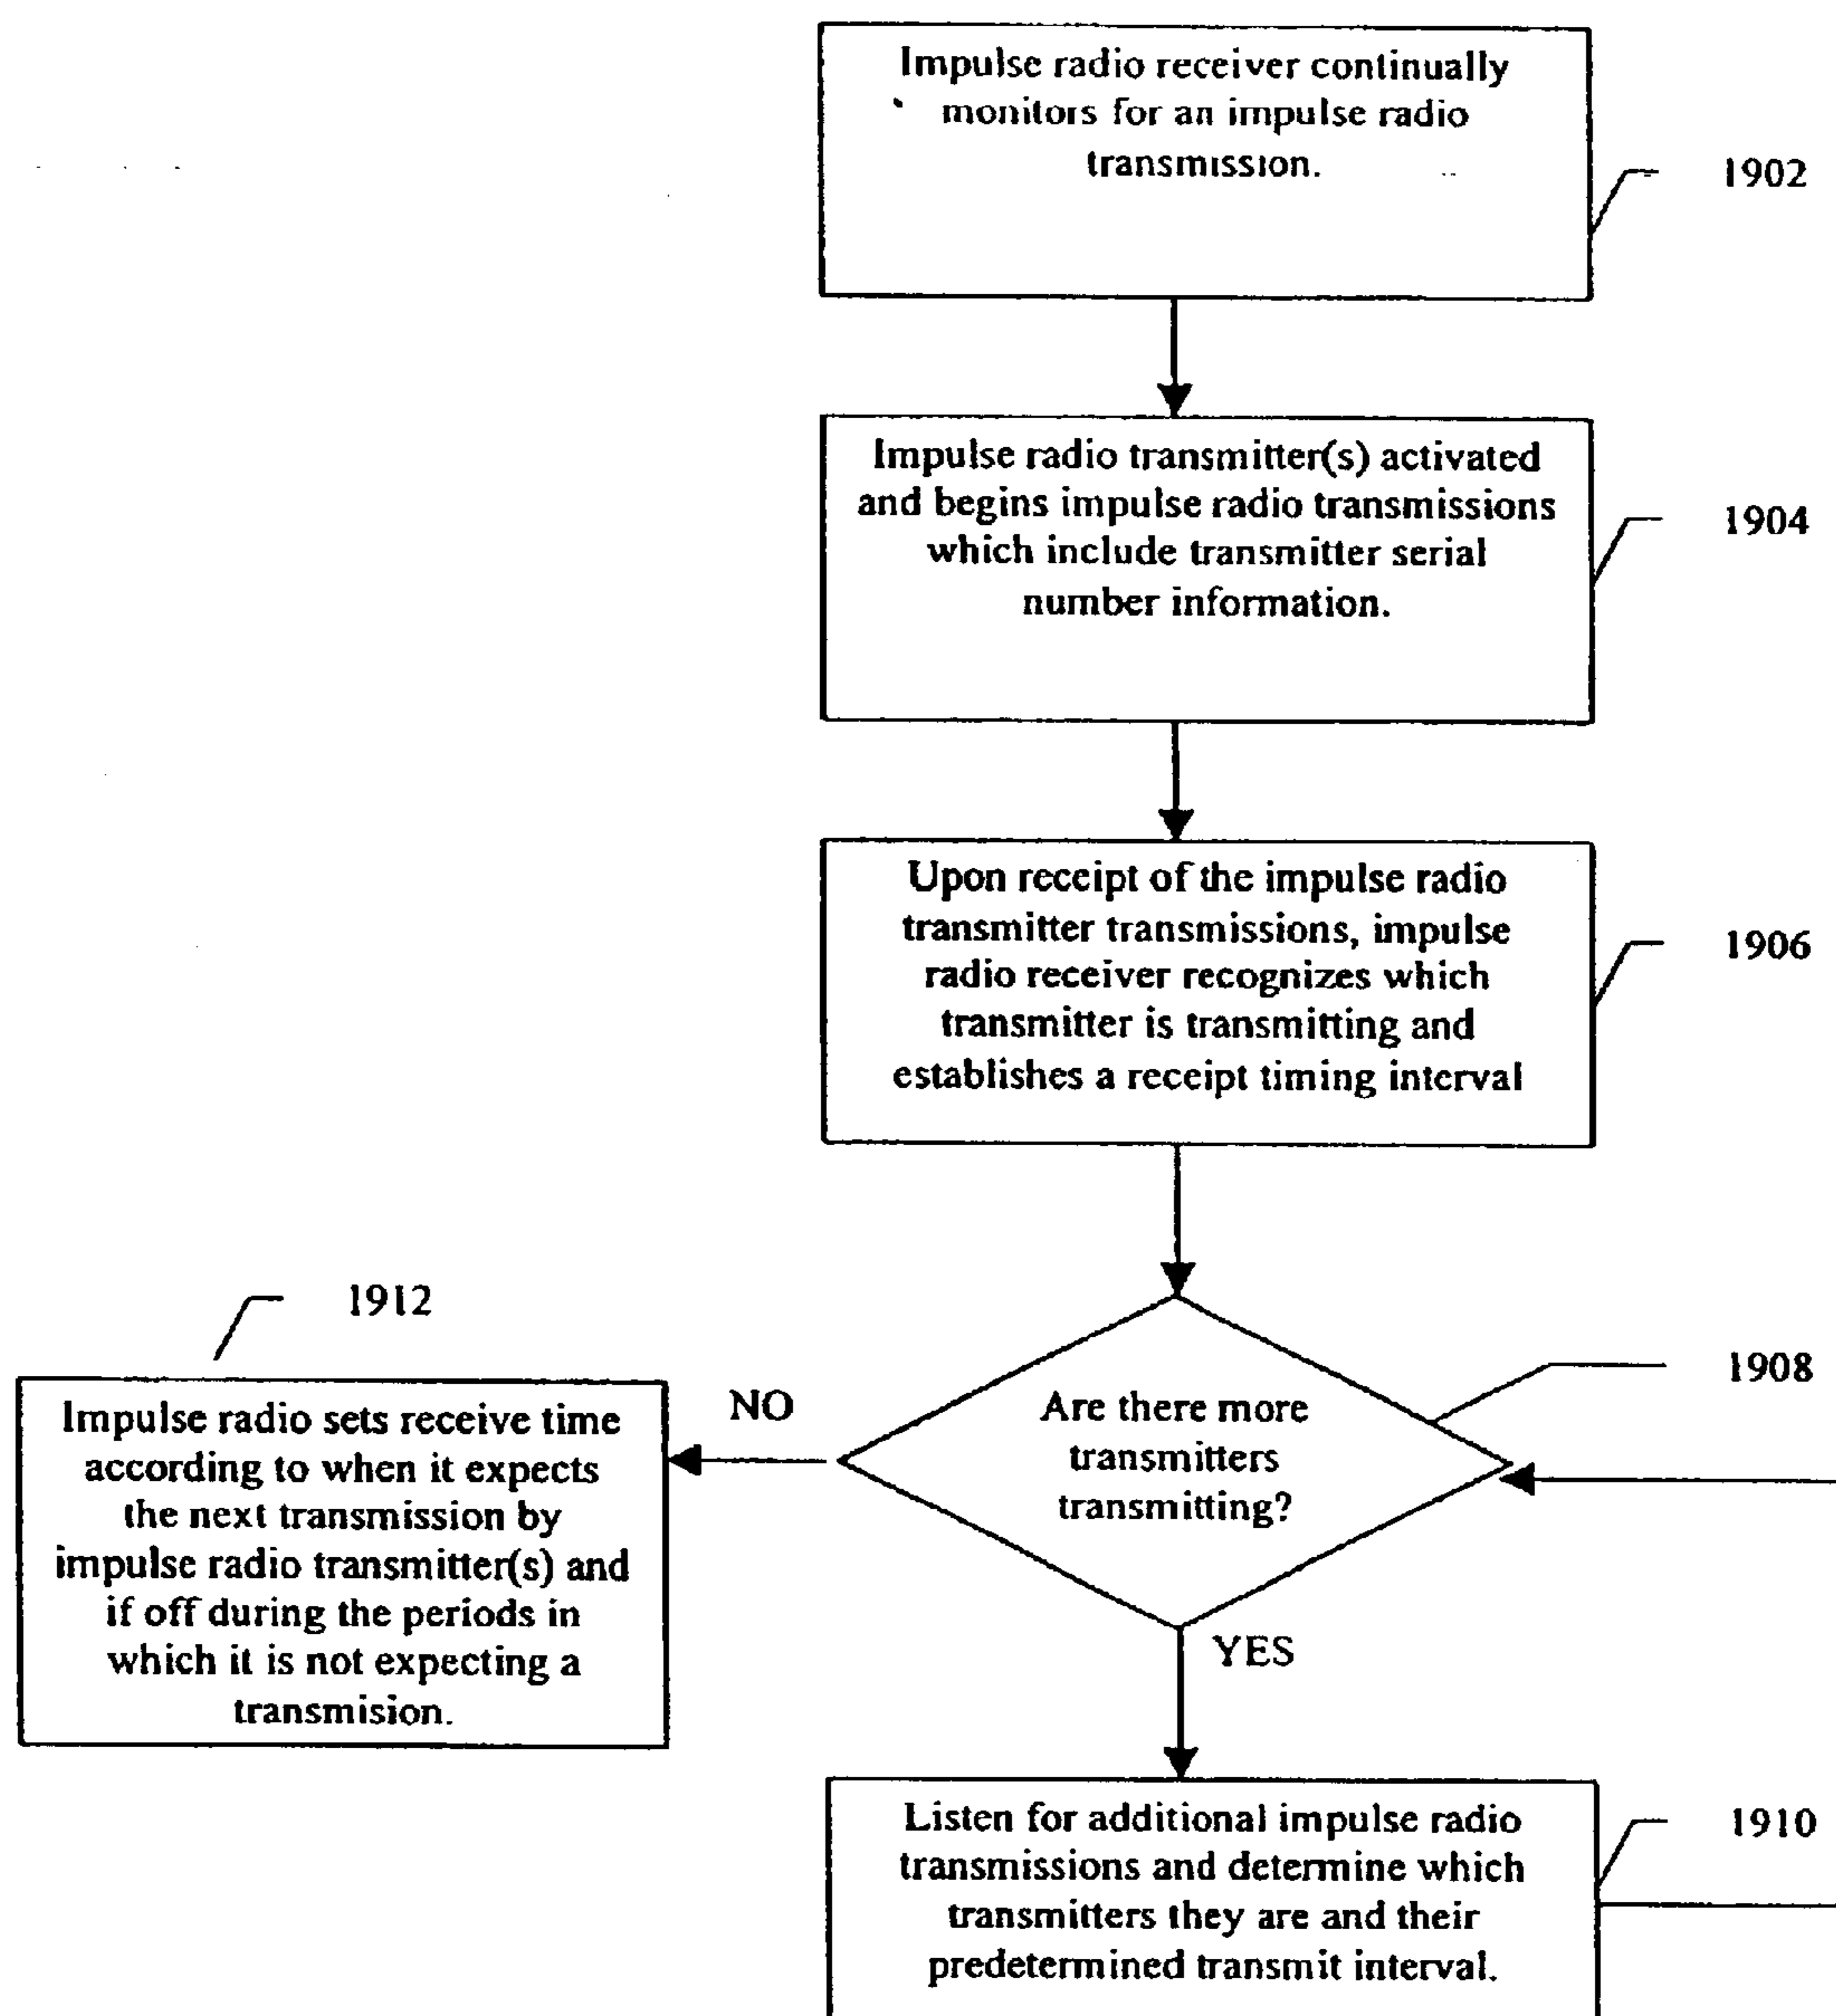 Impulse radio receiver continually
monitors for an impulse radio
transmission.
1902
Impulse radio transmitter(s) activated
and begins impulse radio transmissions
which include transmitter serial
number information.
1904
Upon receipt of the impulse radio
transmitter transmissions, impulse
radio receiver recognizes which
transmitter is transmitting and
establishes a receipt timing interval
1906
Are there more
transmitters
transmitting?
1908
NO
YES
1912
Impulse radio sets receive time
according to when it expects
the next transmission by
impulse radio transmitter(s) and
if off during the periods in
which it is not expecting a
transmision.
Listen for additional impulse radio
transmissions and determine which
transmitters they are and their
predetermined transmit interval.
1910